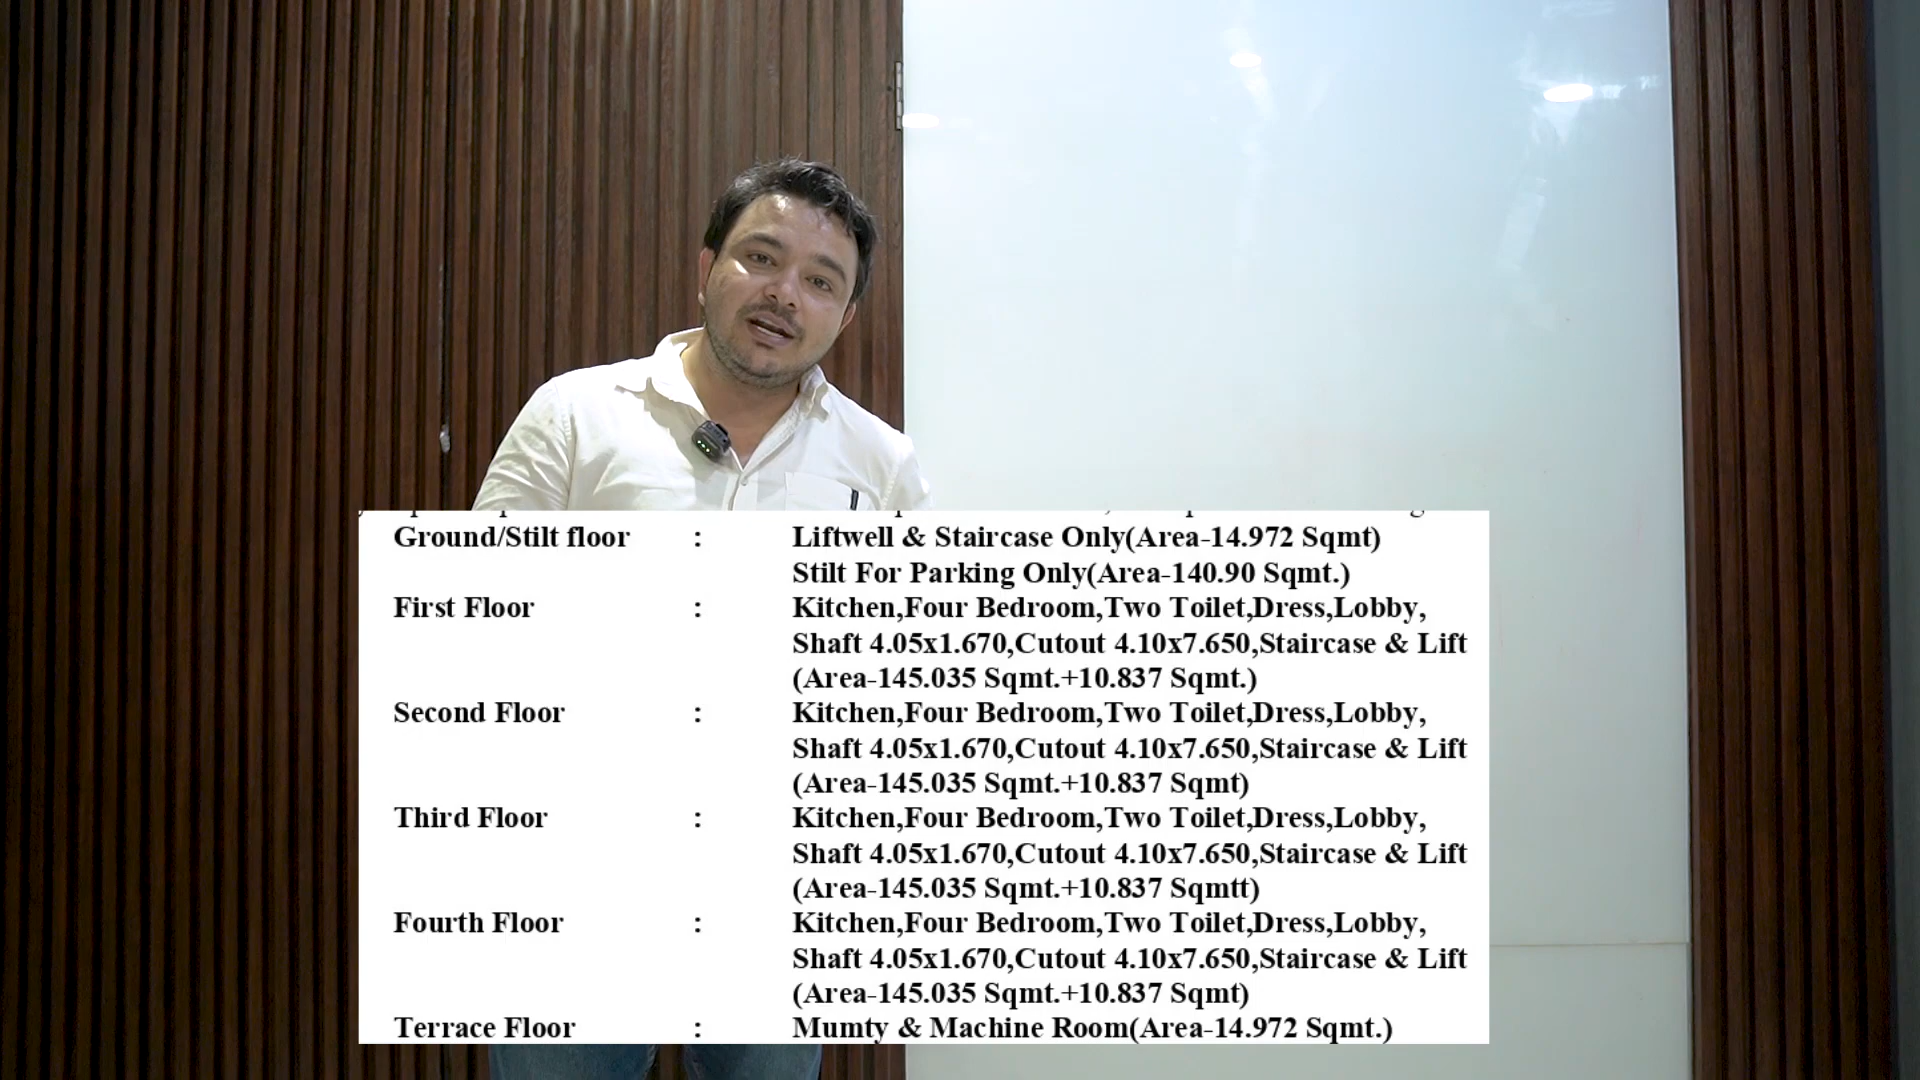 Ground/Stilt floor : Liftwell & Staircase Only(Area-14.972 Sqmt)
Stilt For Parking Only(Area-140.90 Sqmt.)
First Floor : Kitchen,Four Bedroom,Two Toilet,Dress,Lobby,
Shaft 4.05x1.670,Cutout 4.10x7.650,Staircase & Lift
(Area-145.035 Sqmt.+10.837 Sqmt.)
Second Floor : Kitchen,Four Bedroom,Two Toilet,Dress,Lobby,
Shaft 4.05x1.670,Cutout 4.10x7.650,Staircase & Lift
(Area-145.035 Sqmt.+10.837 Sqmt)
Third Floor : Kitchen,Four Bedroom,Two Toilet,Dress,Lobby,
Shaft 4.05x1.670,Cutout 4.10x7.650,Staircase & Lift
(Area-145.035 Sqmt.+10.837 Sqmtt)
Fourth Floor : Kitchen,Four Bedroom,Two Toilet,Dress,Lobby,
Shaft 4.05x1.670,Cutout 4.10x7.650,Staircase & Lift
(Area-145.035 Sqmt.+10.837 Sqmt)
Terrace Floor : Mumty & Machine Room(Area-14.972 Sqmt.)